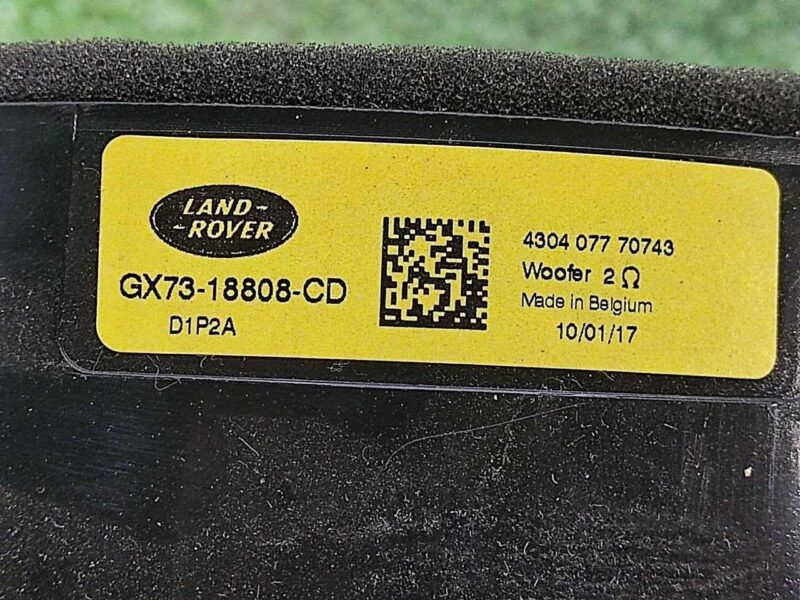 LAND-
-ROVER
GX73-18808-CD
D1P2A
4304 077 70743
Woofer 2 Ω
Made in Belgium
10/01/17